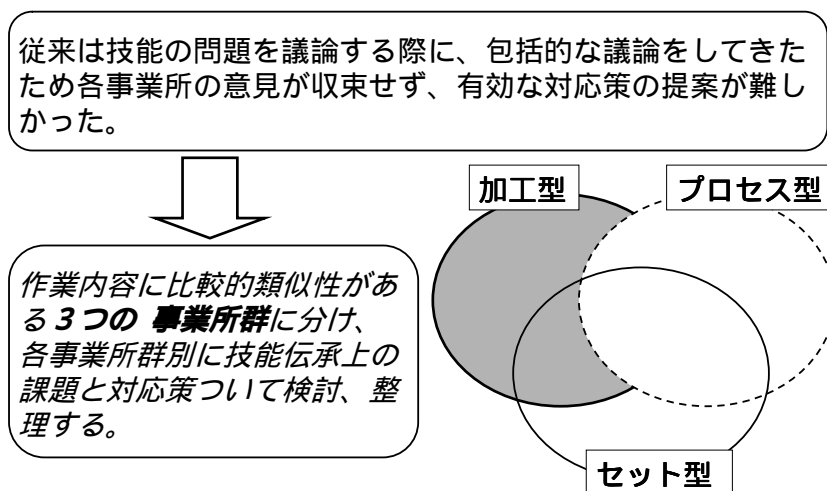 従来は技能の問題を議論する際に、包括的な議論をしてきた
ため各事業所の意見が収束せず、有効な対応策の提案が難し
かった。
加工型
プロセス型
作業内容に比較的類似性があ
る3つの 事業所群に分け、
各事業所群別に技能伝承上の
課題と対応策ついて検討、整
理する。
セット型